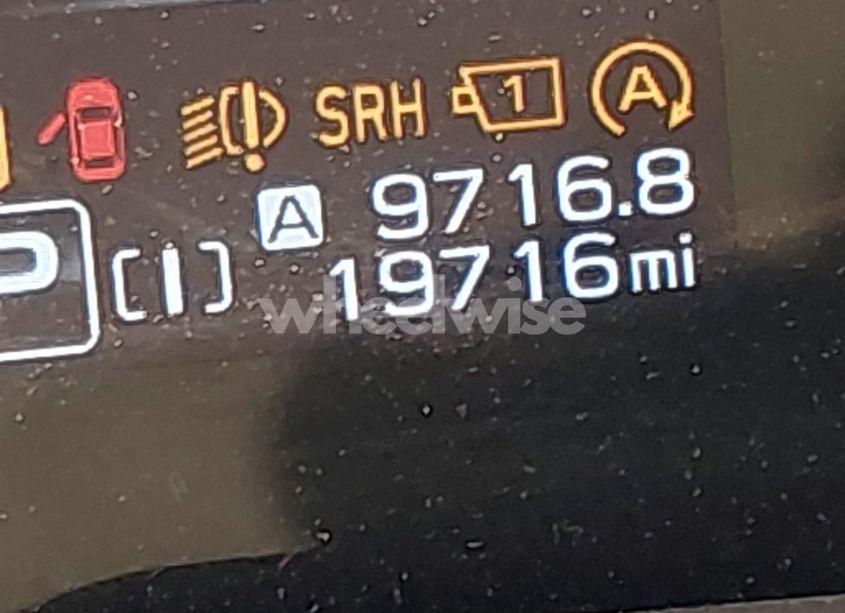 SRH 1 A
A 9716.8
P 19716mi
wheelwise